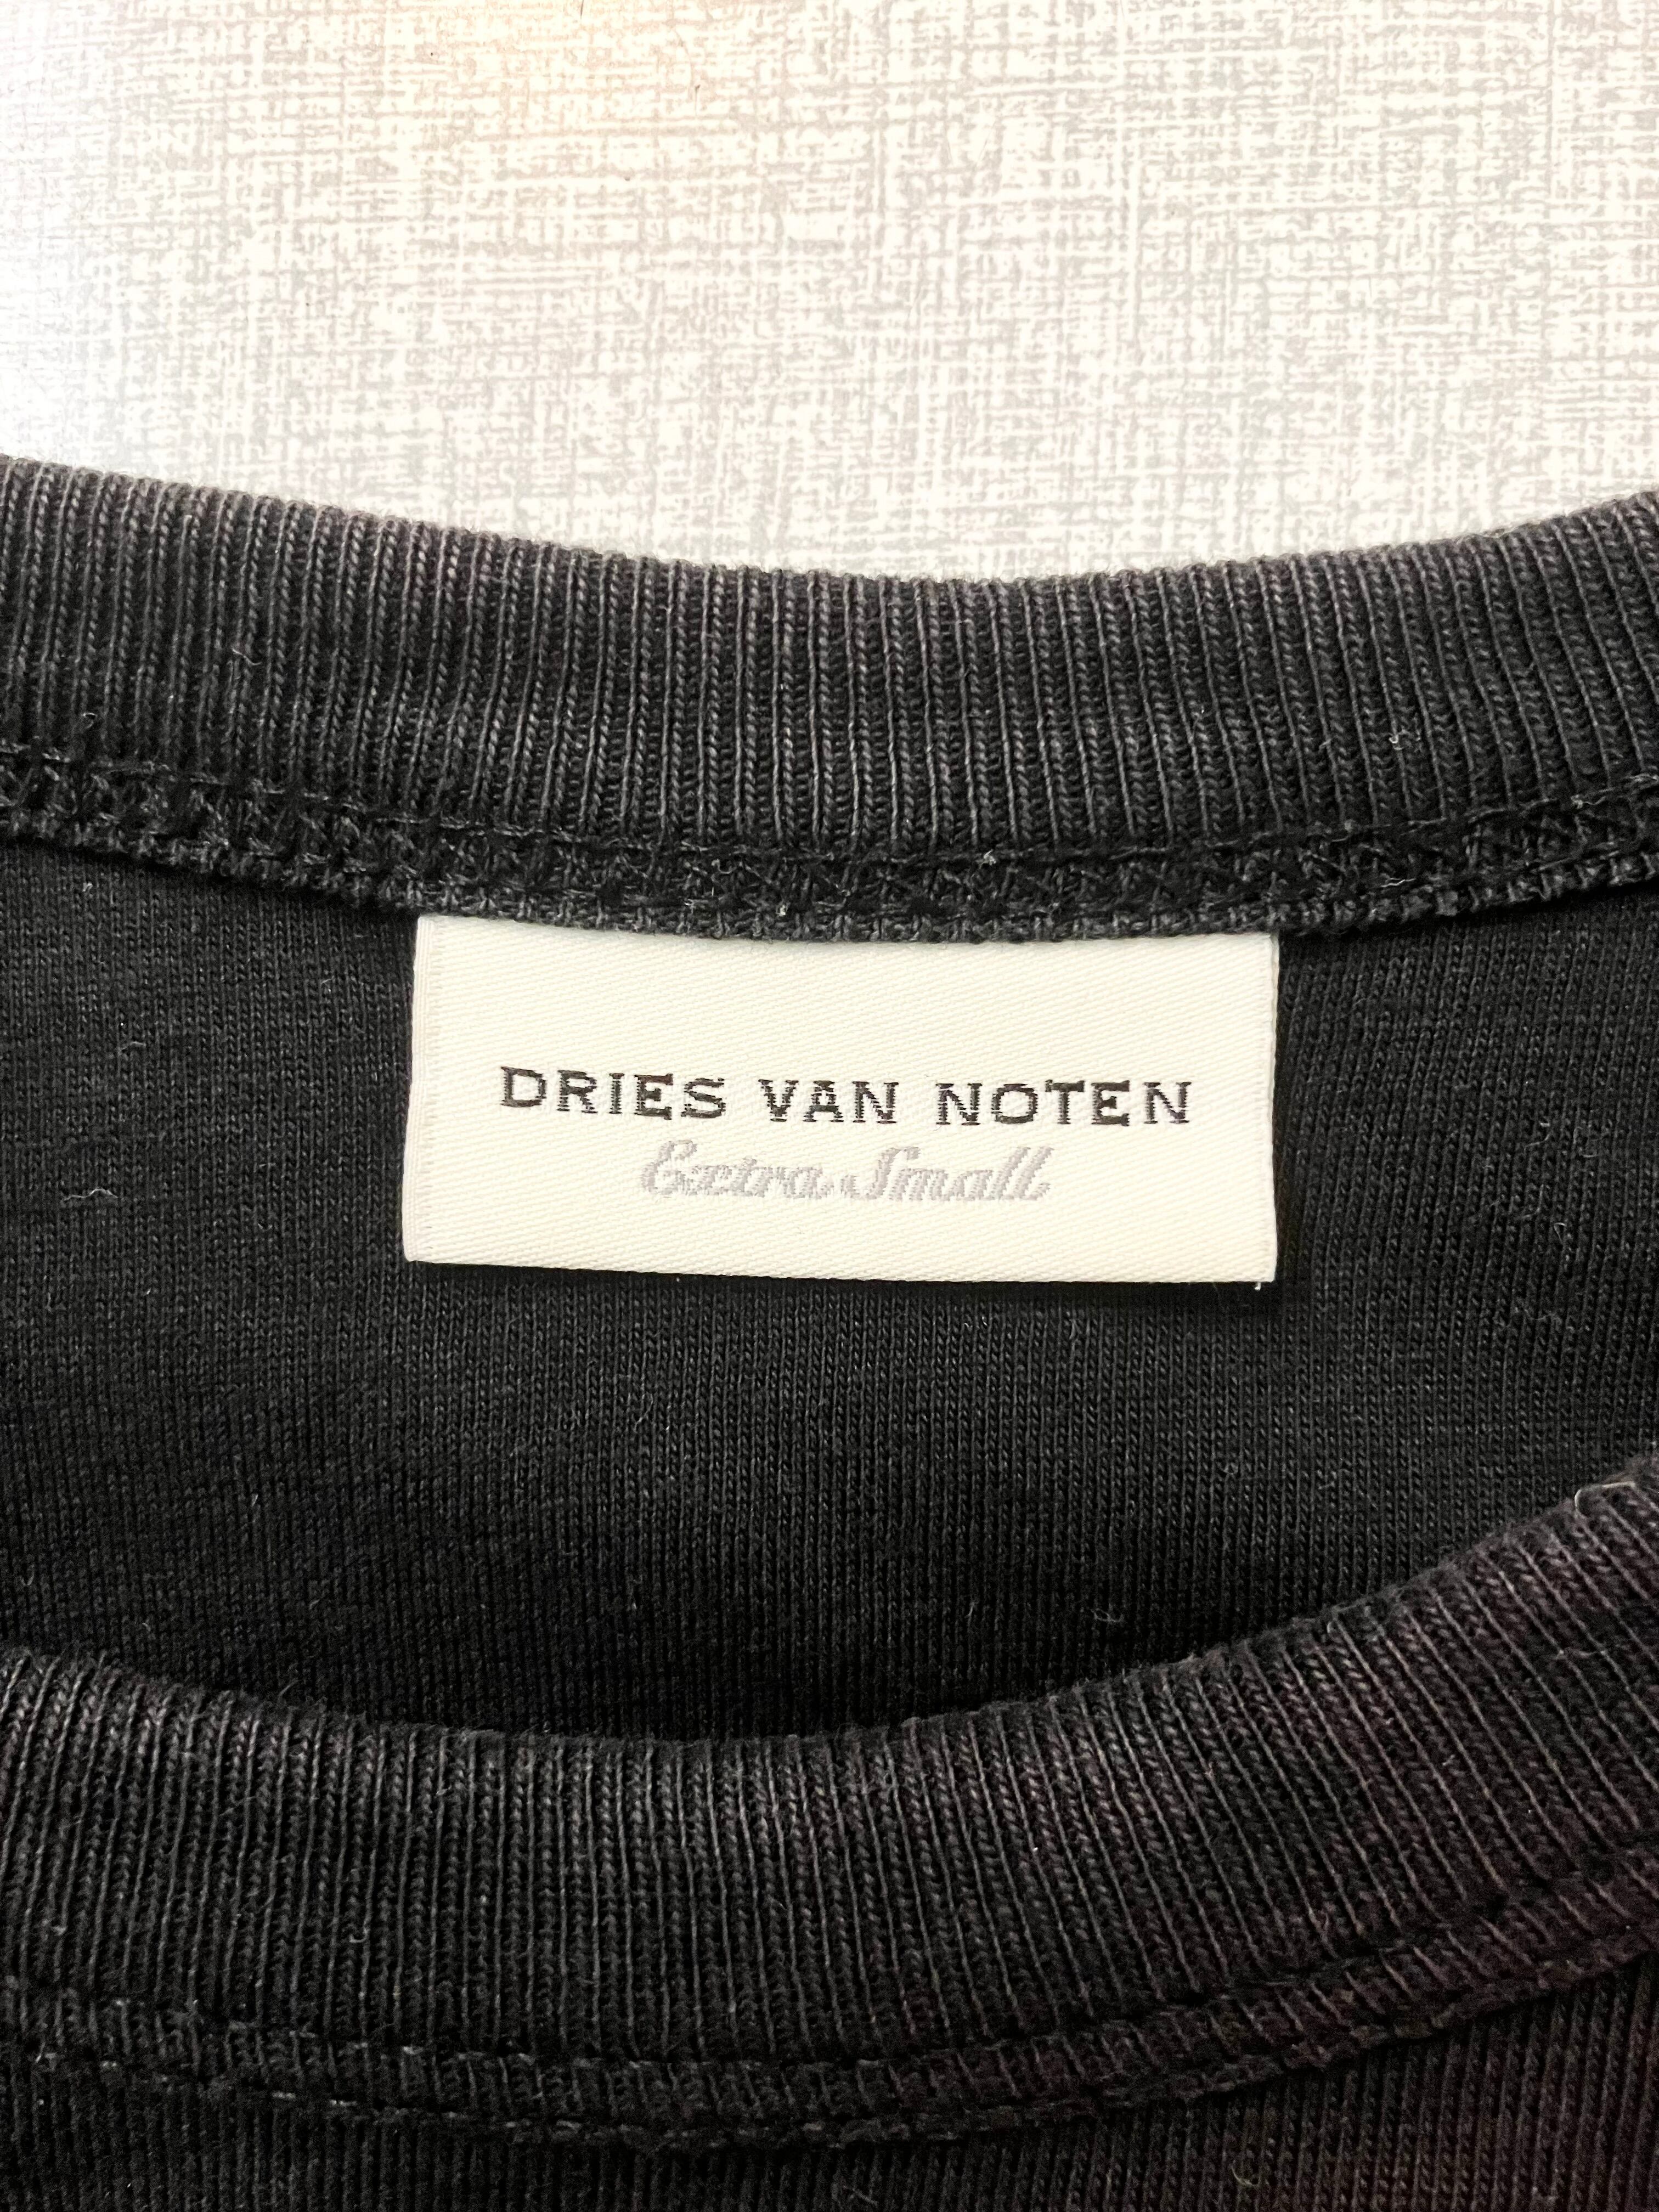 DRIES VAN NOTEN
Extra Small